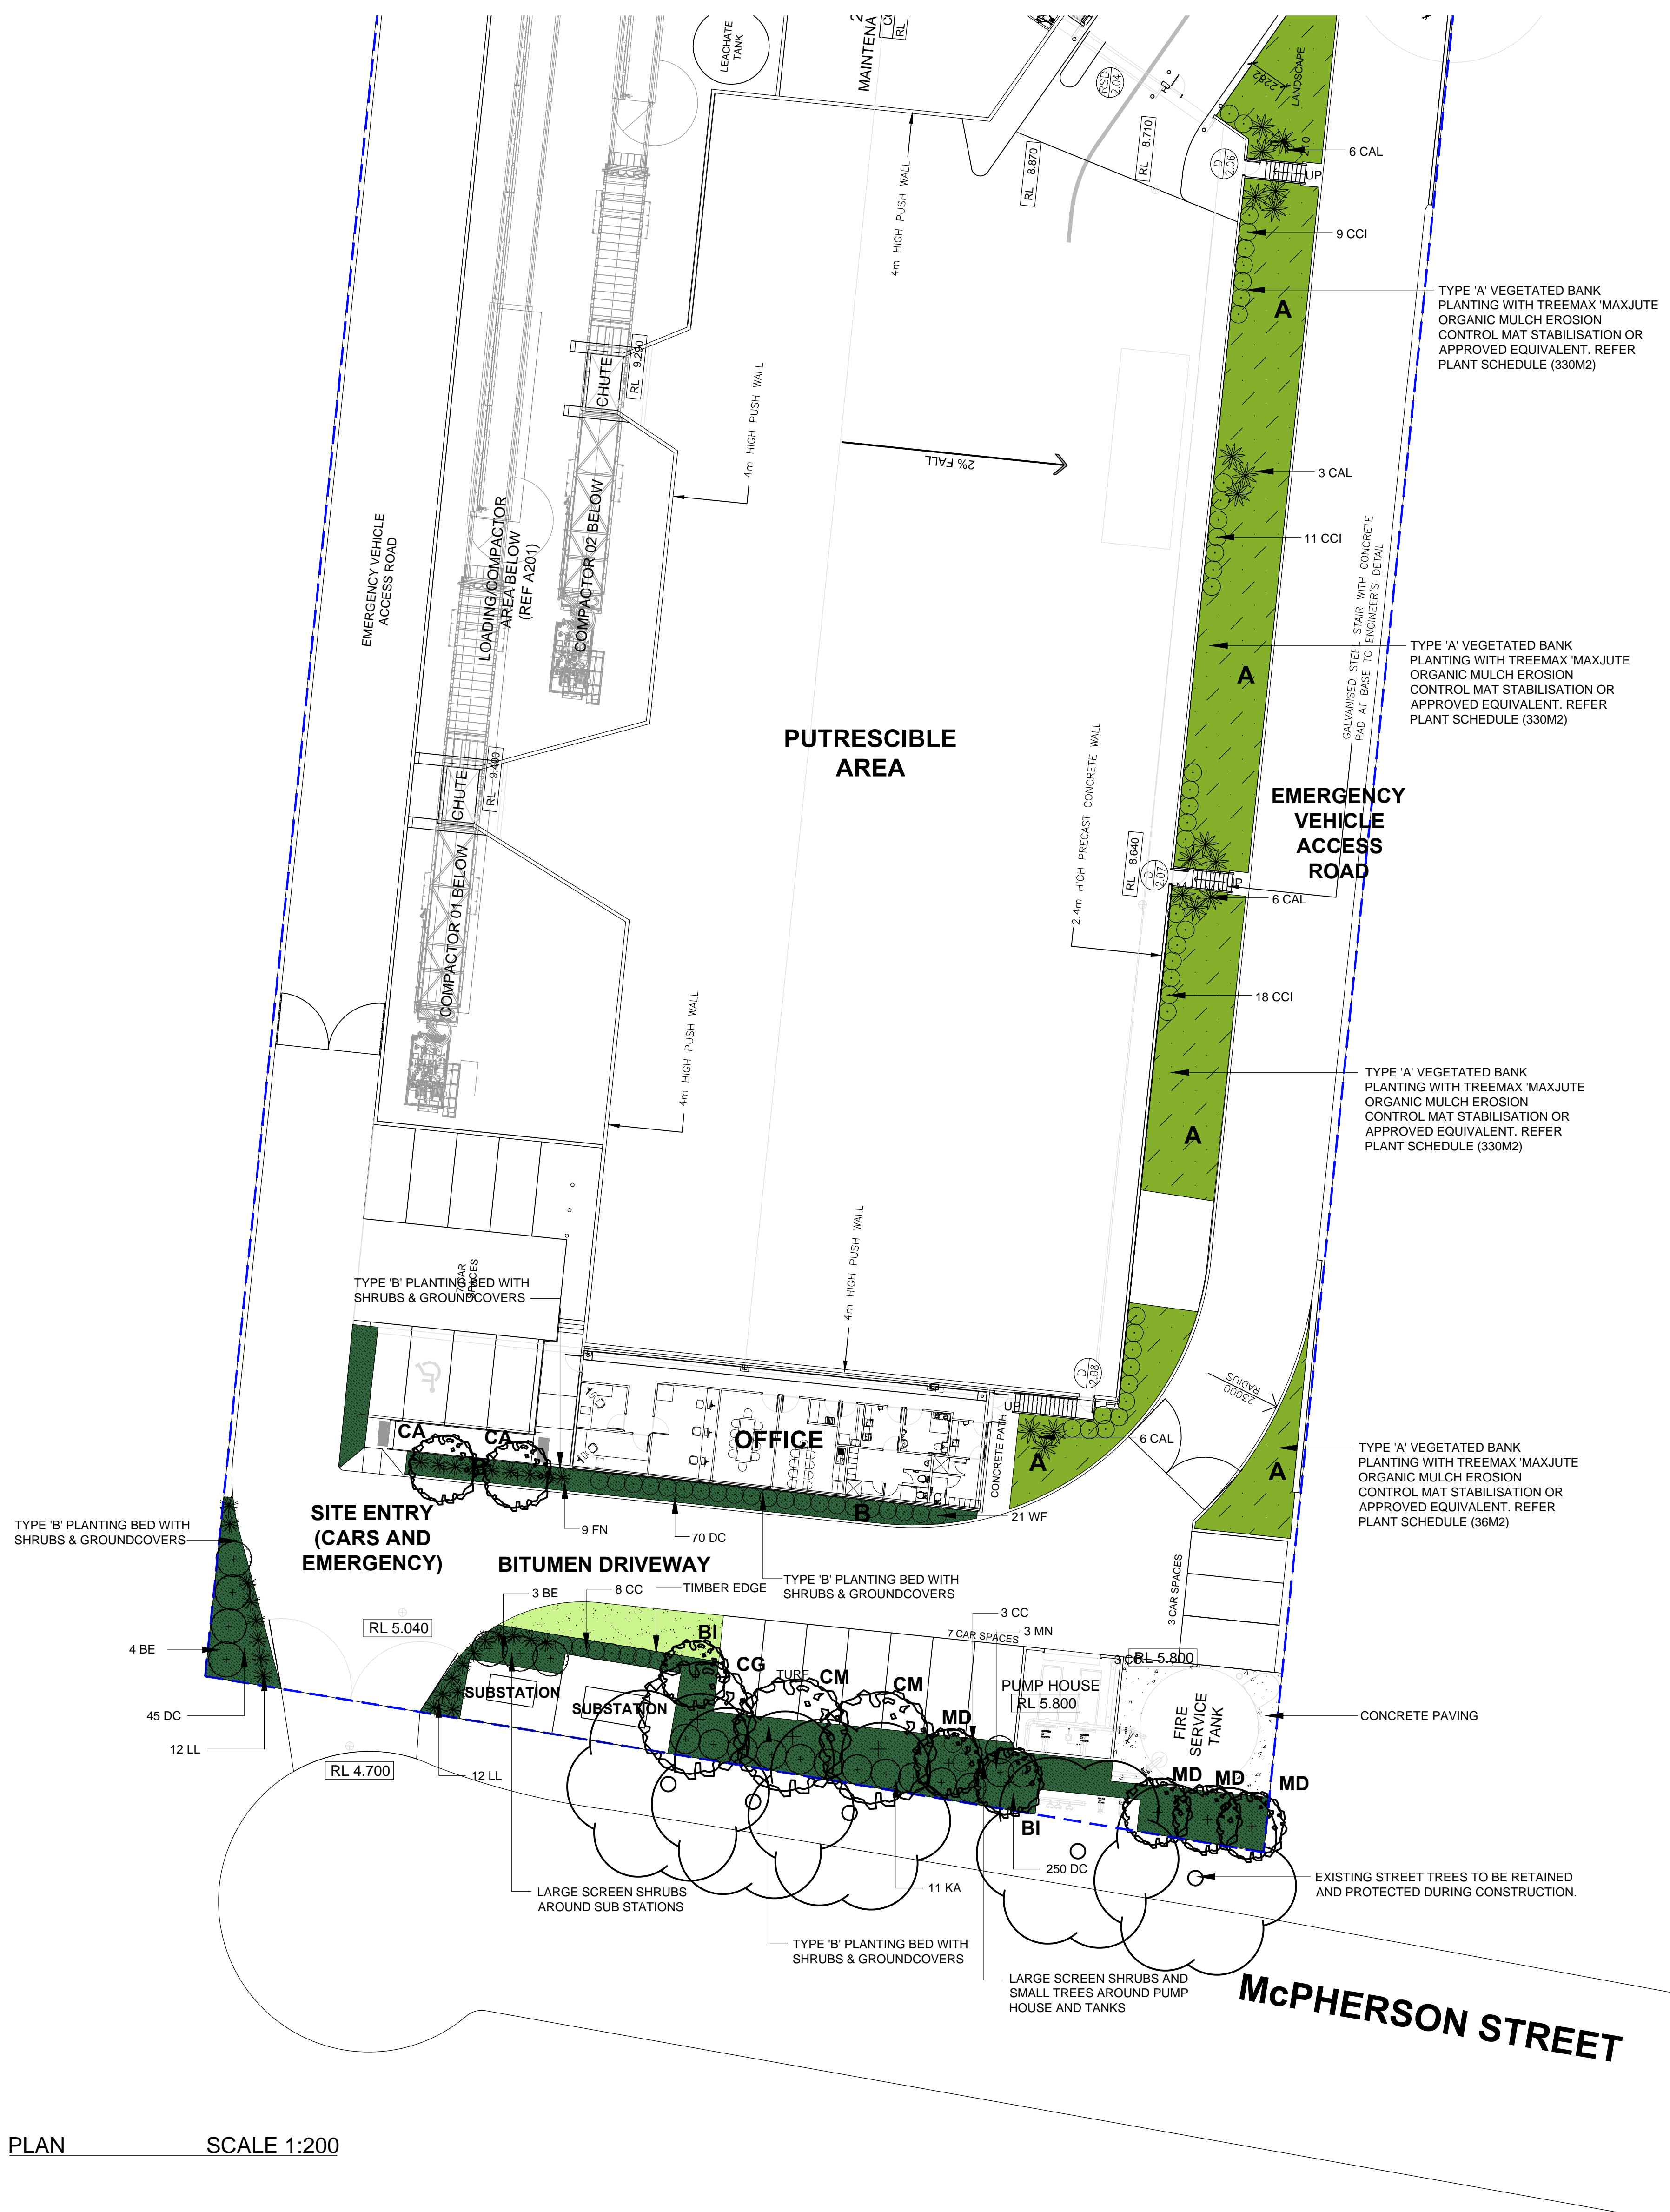 LEACHATE
TANK
MAINTENA
RL
RSD
2.04
2282
LANDSCAPE
RL 8.870
RL 8.710
D
2.06
6 CAL
UP
4m HIGH PUSH WALL
9 CCI
TYPE 'A' VEGETATED BANK
PLANTING WITH TREEMAX 'MAXJUTE
ORGANIC MULCH EROSION
CONTROL MAT STABILISATION OR
APPROVED EQUIVALENT. REFER
PLANT SCHEDULE (330M2)
A
CHUTE
RL 9.290
4m HIGH PUSH WALL
2% FALL
3 CAL
11 CCI
EMERGENCY VEHICLE
ACCESS ROAD
LOADING/COMPACTOR
AREA BELOW
(REF A201)
COMPACTOR 02 BELOW
GALVANISED STEEL STAIR WITH CONCRETE
PAD AT BASE TO ENGINEER'S DETAIL
TYPE 'A' VEGETATED BANK
PLANTING WITH TREEMAX 'MAXJUTE
ORGANIC MULCH EROSION
CONTROL MAT STABILISATION OR
APPROVED EQUIVALENT. REFER
PLANT SCHEDULE (330M2)
A
PUTRESCIBLE
AREA
CHUTE
RL 9.400
2.4m HIGH PRECAST CONCRETE WALL
EMERGENCY
VEHICLE
ACCESS
ROAD
RL 8.640
D
2.07
UP
6 CAL
COMPACTOR 01 BELOW
18 CCI
4m HIGH PUSH WALL
TYPE 'A' VEGETATED BANK
PLANTING WITH TREEMAX 'MAXJUTE
ORGANIC MULCH EROSION
CONTROL MAT STABILISATION OR
APPROVED EQUIVALENT. REFER
PLANT SCHEDULE (330M2)
A
4m HIGH PUSH WALL
7 CAR
SPACES
TYPE 'B' PLANTING BED WITH
SHRUBS & GROUNDCOVERS
D
2.08
23000
RADIUS
UP
CA
CA
OFFICE
CONCRETE PATH
6 CAL
A
TYPE 'A' VEGETATED BANK
PLANTING WITH TREEMAX 'MAXJUTE
ORGANIC MULCH EROSION
CONTROL MAT STABILISATION OR
APPROVED EQUIVALENT. REFER
PLANT SCHEDULE (36M2)
A
B
B
SITE ENTRY
(CARS AND
EMERGENCY)
21 WF
TYPE 'B' PLANTING BED WITH
SHRUBS & GROUNDCOVERS
9 FN
70 DC
BITUMEN DRIVEWAY
TYPE 'B' PLANTING BED WITH
SHRUBS & GROUNDCOVERS
3 BE
8 CC
TIMBER EDGE
3 CAR SPACES
3 CC
3 MN
RL 5.040
BI
7 CAR SPACES
4 BE
3 CC
RL 5.800
CG
TURF
CM
CM
PUMP HOUSE
RL 5.800
SUBSTATION
SUBSTATION
MD
FIRE
SERVICE
TANK
CONCRETE PAVING
45 DC
12 LL
RL 4.700
12 LL
MD
MD
MD
BI
250 DC
EXISTING STREET TREES TO BE RETAINED
AND PROTECTED DURING CONSTRUCTION.
11 KA
LARGE SCREEN SHRUBS
AROUND SUB STATIONS
TYPE 'B' PLANTING BED WITH
SHRUBS & GROUNDCOVERS
LARGE SCREEN SHRUBS AND
SMALL TREES AROUND PUMP
HOUSE AND TANKS
McPHERSON STREET
PLAN SCALE 1:200